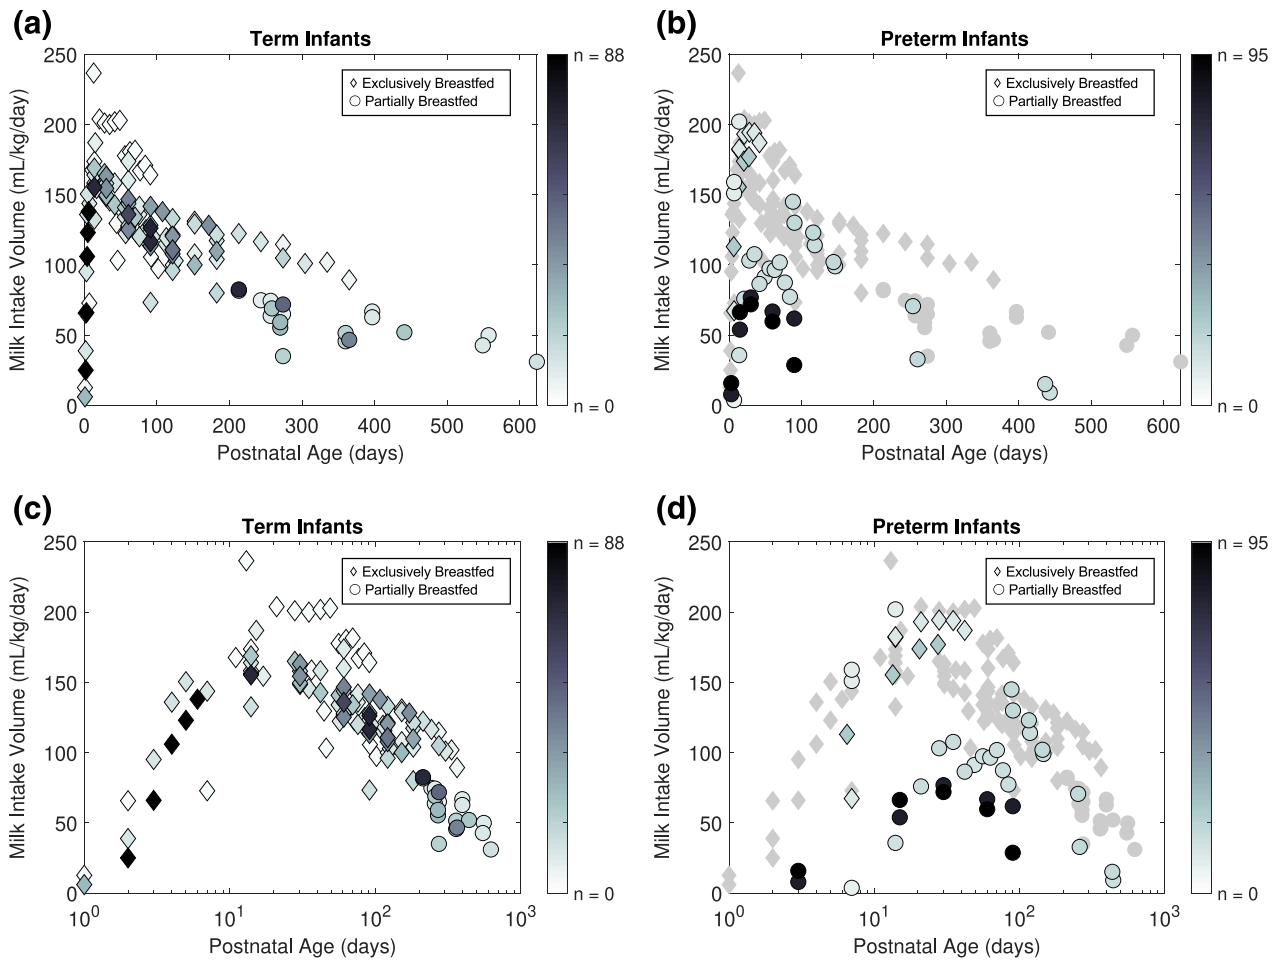 (a)
Term Infants
250
200
150
100
50
0
Milk Intake Volume (mL/kg/day)
◇ Exclusively Breastfed
○ Partially Breastfed
n = 88
n = 0
0 100 200 300 400 500 600
Postnatal Age (days)
(b)
Preterm Infants
250
200
150
100
50
0
Milk Intake Volume (mL/kg/day)
◇ Exclusively Breastfed
○ Partially Breastfed
n = 95
n = 0
0 100 200 300 400 500 600
Postnatal Age (days)
(c)
Term Infants
250
200
150
100
50
0
Milk Intake Volume (mL/kg/day)
◇ Exclusively Breastfed
○ Partially Breastfed
n = 88
n = 0
10⁰ 10¹ 10² 10³
Postnatal Age (days)
(d)
Preterm Infants
250
200
150
100
50
0
Milk Intake Volume (mL/kg/day)
◇ Exclusively Breastfed
○ Partially Breastfed
n = 95
n = 0
10⁰ 10¹ 10² 10³
Postnatal Age (days)